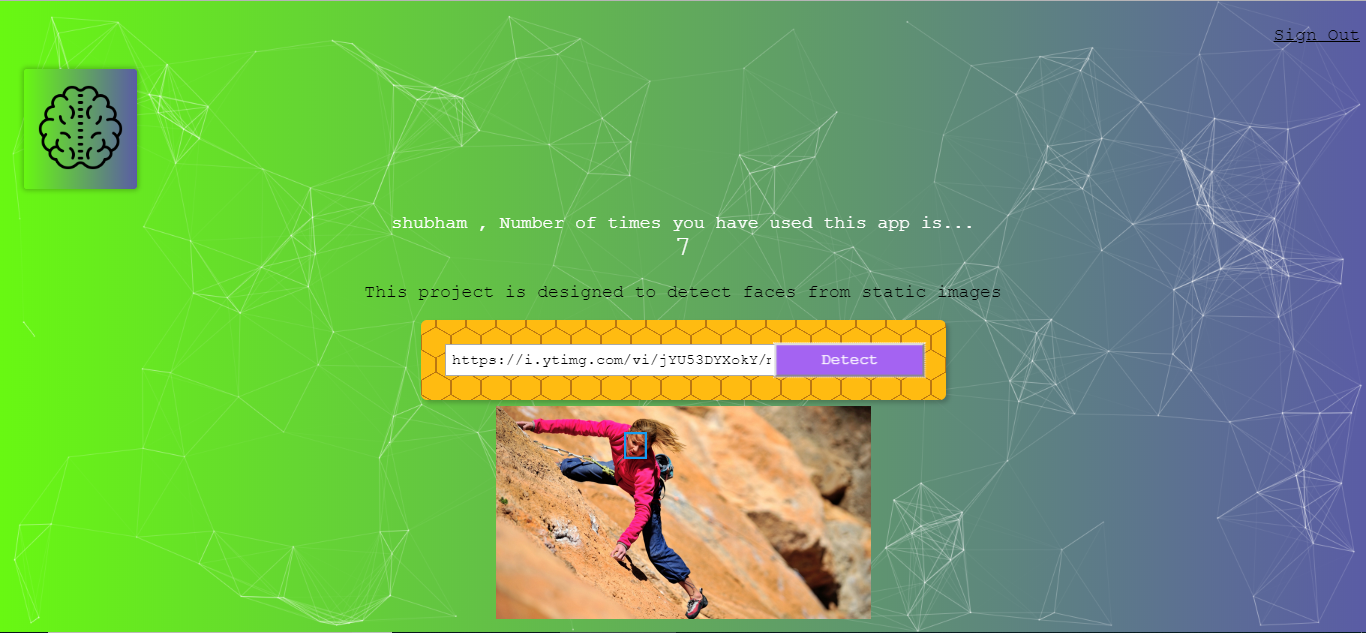 Sign Out
shubham , Number of times you have used this app is...
7
This project is designed to detect faces from static images
https://i.ytimg.com/vi/jYU53DYXokY/
Detect